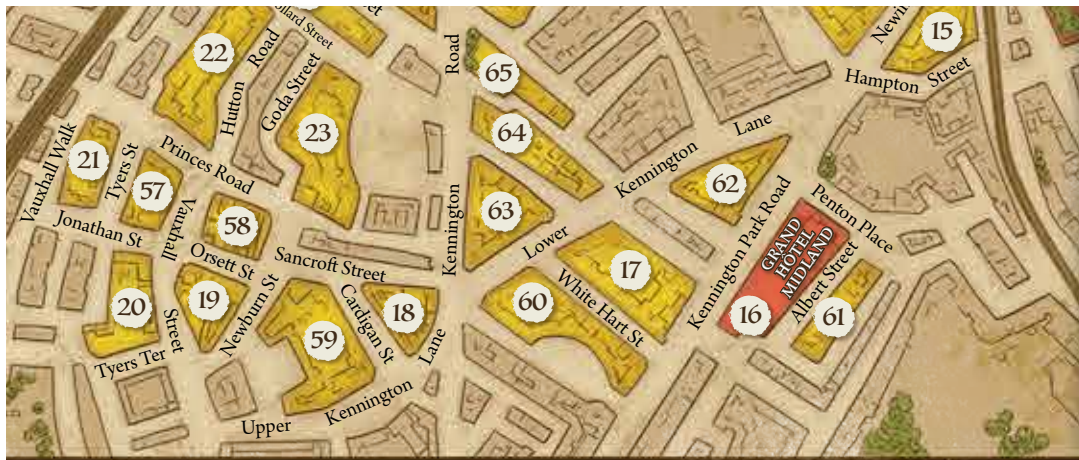 22
Road
Hutton
ollard Street
Goda Street
23
Road
65
64
15
Hampton Street
Lane
Kennington
62
Vauxhall Walk
21
Tyers St
57
Princes Road
Jonathan St
Vauxhall
58
Orsett St
Sancroft Street
Kennington
63
Lower
17
White Hart St
Kennington Park Road
Penton Place
GRAND
HOTEL
MIDLAND
16
Albert Street
61
20
Street
Tyers Ter
19
Newburn St
59
Cardigan St
18
Lane
60
Upper
Kennington